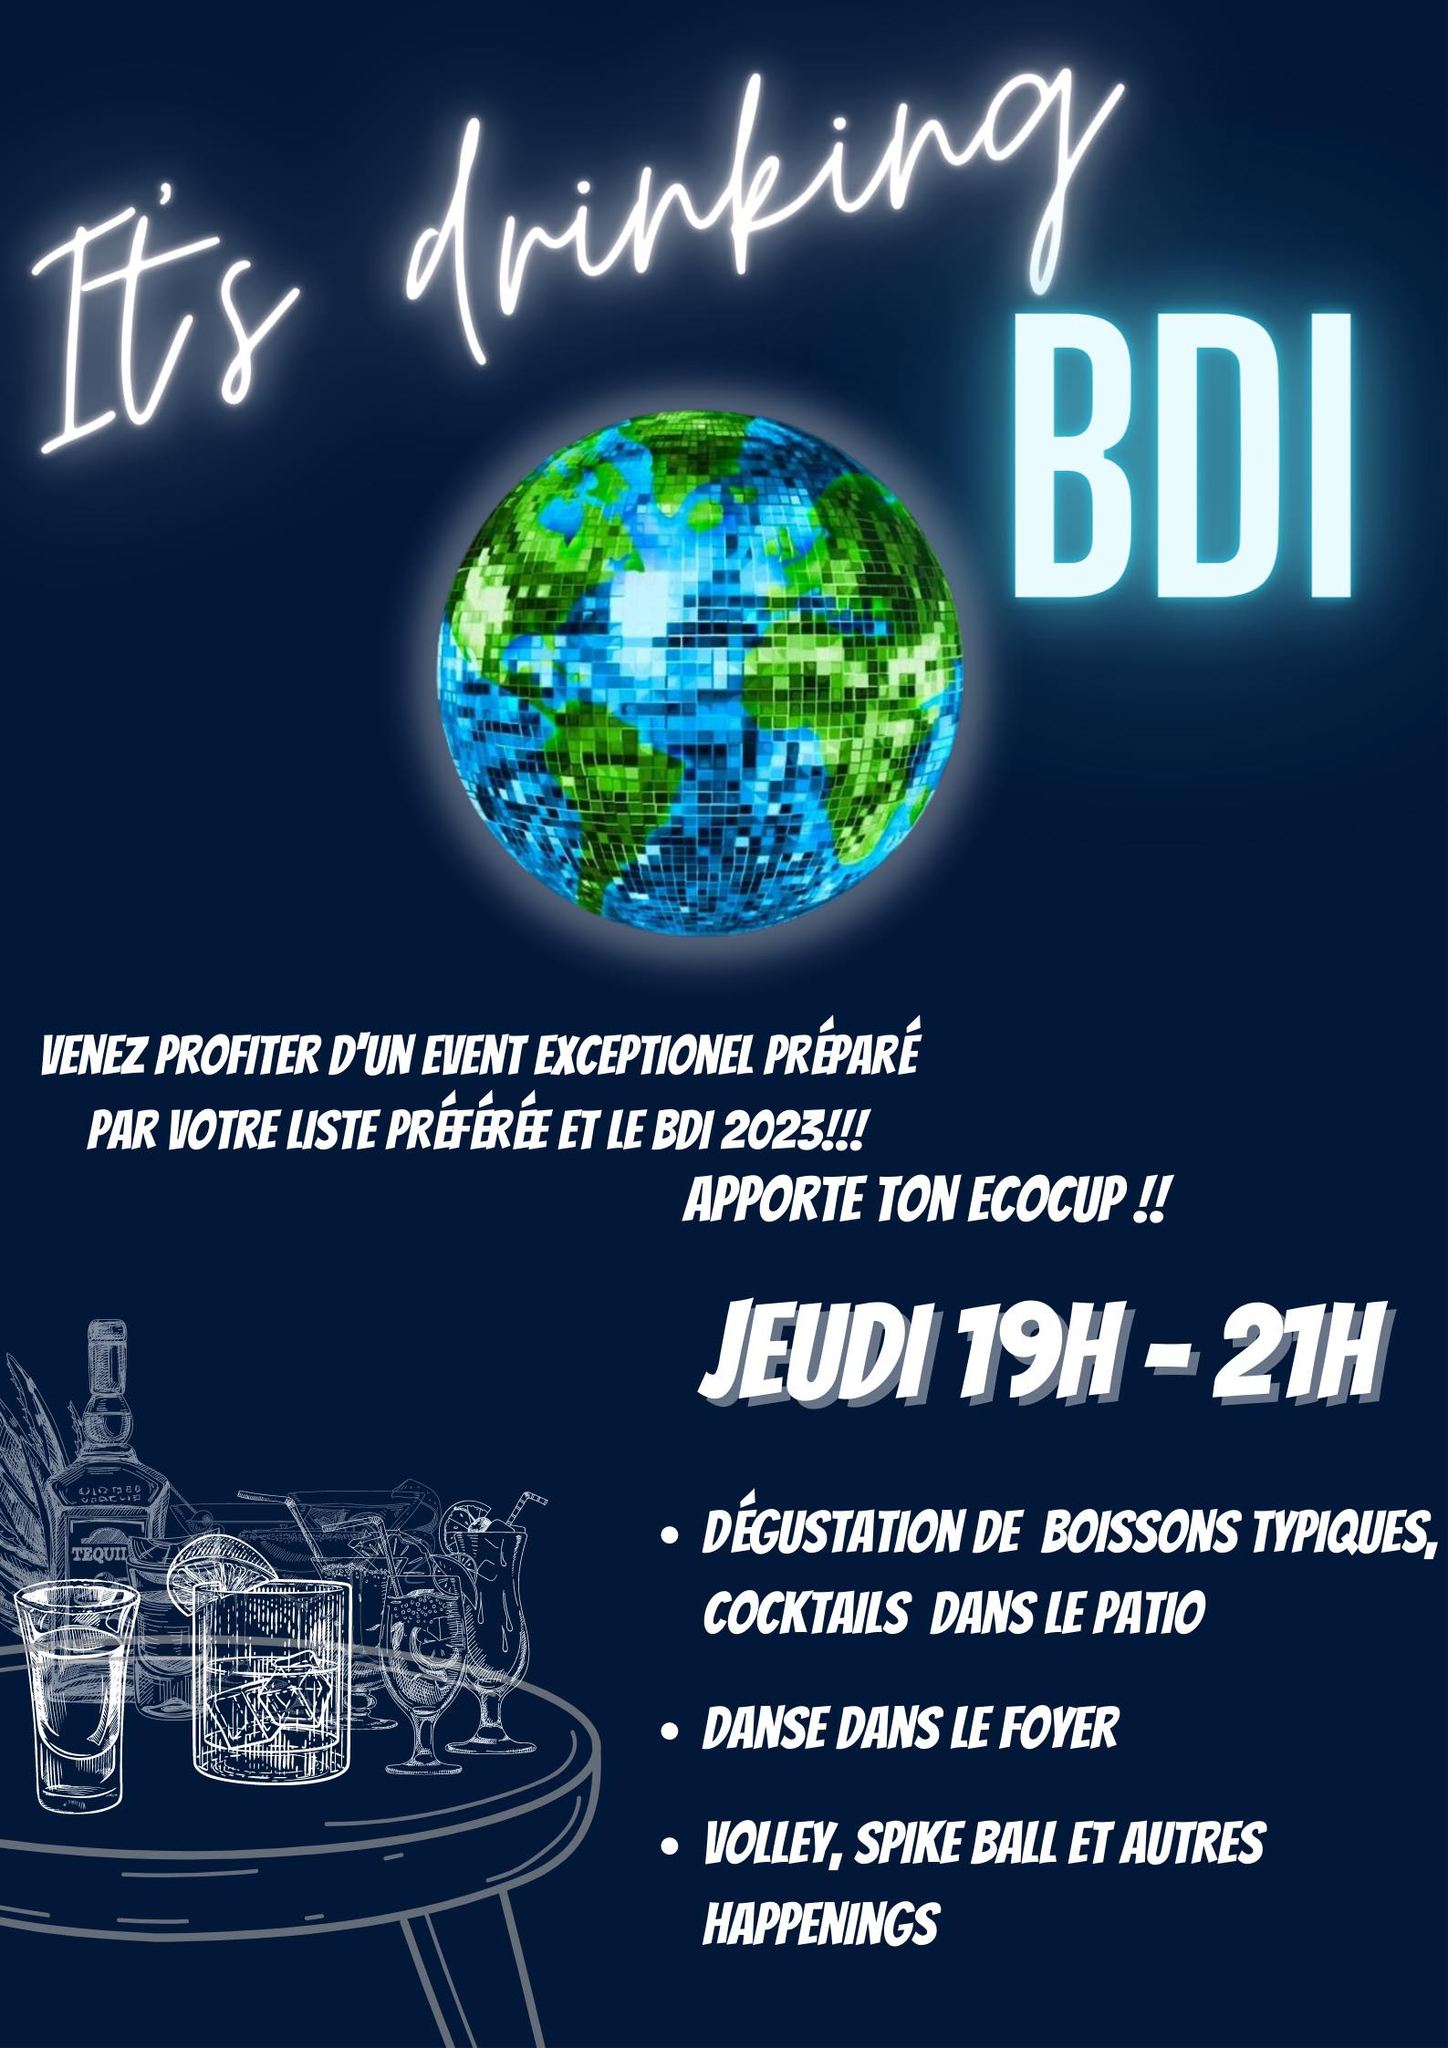 It's drinking
BDI
VENEZ PROFITER D'UN EVENT EXCEPTIONEL PRÉPARÉ
PAR VOTRE LISTE PRÉFÉRÉE ET LE BDI 2023!!!
APPORTE TON ECOCUP !!
JEUDI 19H - 21H
• DÉGUSTATION DE BOISSONS TYPIQUES,
COCKTAILS DANS LE PATIO
• DANSE DANS LE FOYER
• VOLLEY, SPIKE BALL ET AUTRES
HAPPENINGS
TEQUIL